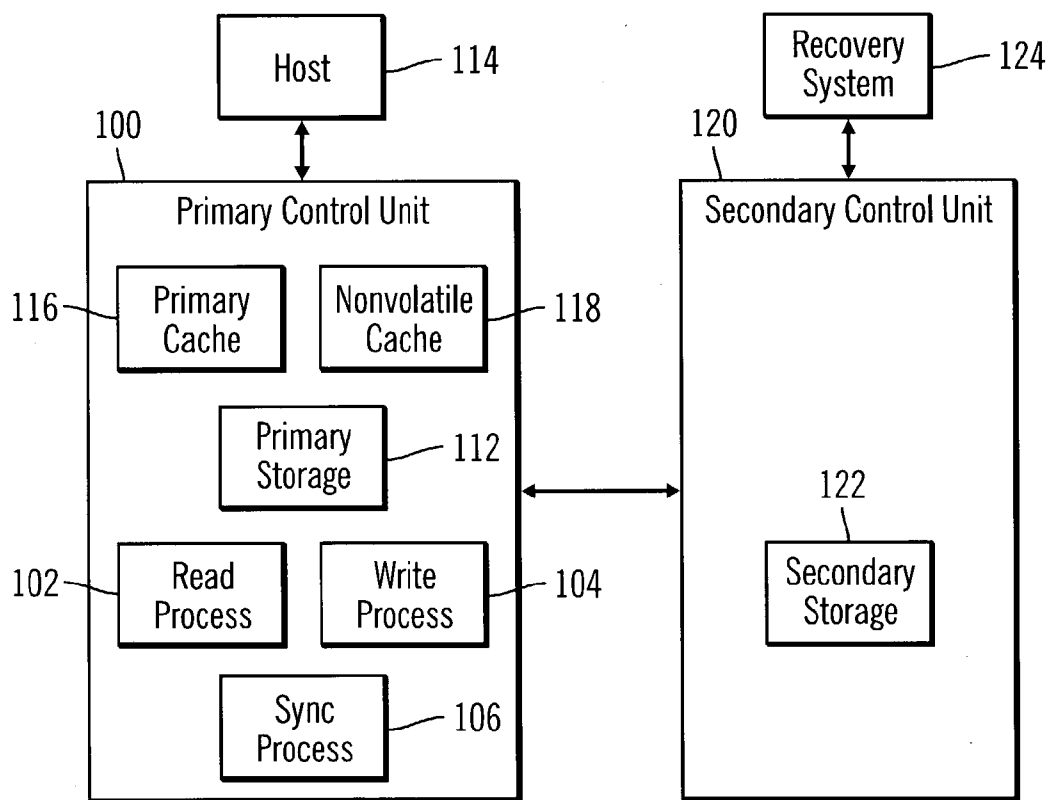 Host
114
Recovery
System
124
100
120
Primary Control Unit
Secondary Control Unit
116
Primary
Cache
Nonvolatile
Cache
118
Primary
Storage
112
122
102
Read
Process
Write
Process
104
Secondary
Storage
Sync
Process
106